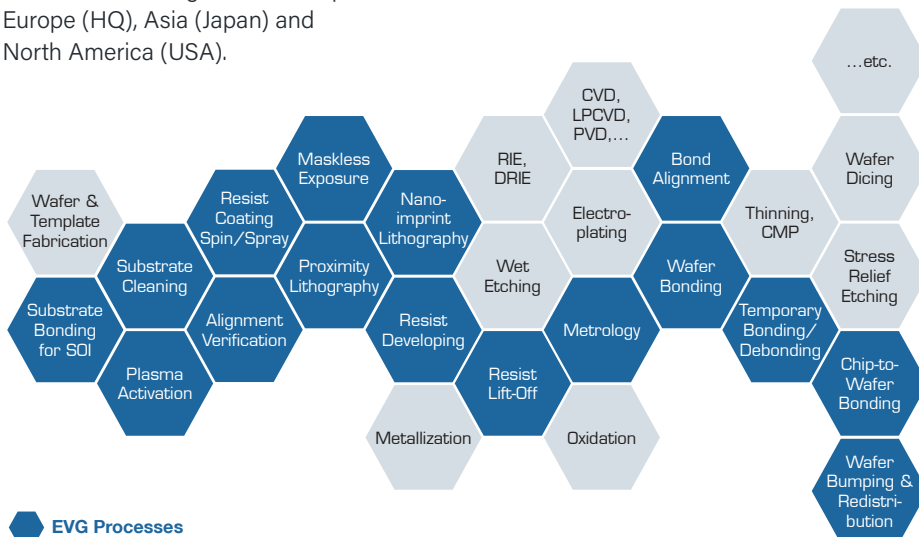 Europe (HQ), Asia (Japan) and
North America (USA).
...etc.
CVD,
LPCVD,
PVD,...
Maskless
Exposure
RIE,
DRIE
Bond
Alignment
Wafer
Dicing
Wafer &
Template
Fabrication
Resist
Coating
Spin/Spray
Nano-
imprint
Lithography
Electro-
plating
Thinning,
CMP
Substrate
Cleaning
Proximity
Lithography
Wet
Etching
Wafer
Bonding
Stress
Relief
Etching
Substrate
Bonding
for SOI
Alignment
Verification
Resist
Developing
Metrology
Temporary
Bonding/
Debonding
Plasma
Activation
Resist
Lift-Off
Chip-to-
Wafer
Bonding
Metallization
Oxidation
Wafer
Bumping &
Redistri-
bution
EVG Processes